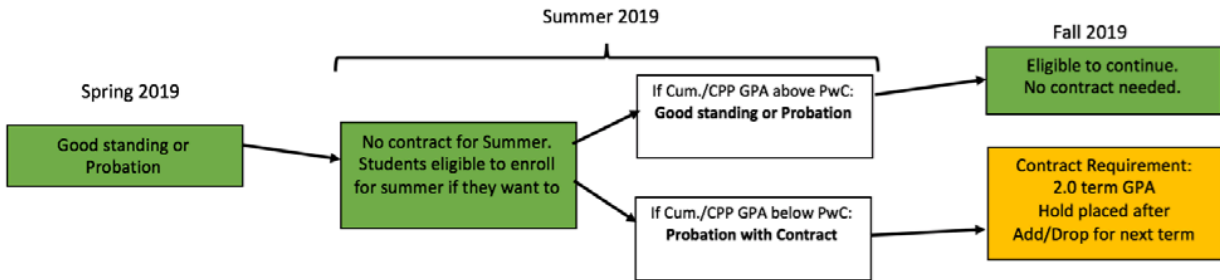 Summer 2019
Fall 2019
Spring 2019
Good standing or
Probation
No contract for Summer.
Students eligible to enroll
for summer if they want to
If Cum./CPP GPA above PwC:
Good standing or Probation
If Cum./CPP GPA below PwC:
Probation with Contract
Eligible to continue.
No contract needed.
Contract Requirement:
2.0 term GPA
Hold placed after
Add/Drop for next term